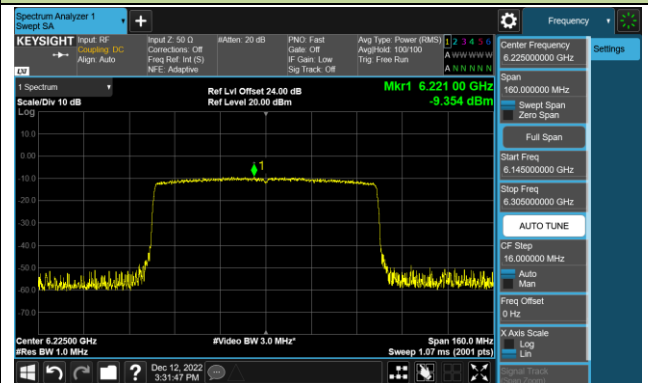 Spectrum Analyzer 1
Swept SA
Frequency
KEYSIGHT
Input: RF
Coupling: DC
Align: Auto
Input Z: 50 Ω
Corrections: Off
Freq Ref: Int (S)
NFE: Adaptive
#Atten: 20 dB
PNO: Fast
Gate: Off
IF Gain: Low
Sig Track: Off
Avg Type: Power (RMS)
Avg|Hold: 100/100
Trig: Free Run
1 2 3 4 5 6
A W W W W W
A N N N N N
LXI
1 Spectrum
Scale/Div 10 dB
Log
Ref Lvl Offset 24.00 dB
Ref Level 20.00 dBm
Mkr1 6.221 00 GHz
-9.354 dBm
10.0
0.00
-10.0
-20.0
-30.0
-40.0
-50.0
-60.0
-70.0
1
Center 6.22500 GHz
#Res BW 1.0 MHz
#Video BW 3.0 MHz*
Span 160.0 MHz
Sweep 1.07 ms (2001 pts)
Dec 12, 2022
3:31:47 PM
?
Center Frequency
6.225000000 GHz
Span
160.000000 MHz
Swept Span
Zero Span
Full Span
Start Freq
6.145000000 GHz
Stop Freq
6.305000000 GHz
AUTO TUNE
CF Step
16.000000 MHz
Auto
Man
Freq Offset
0 Hz
X Axis Scale
Log
Lin
Signal Track
(Span Zoom)
Settings